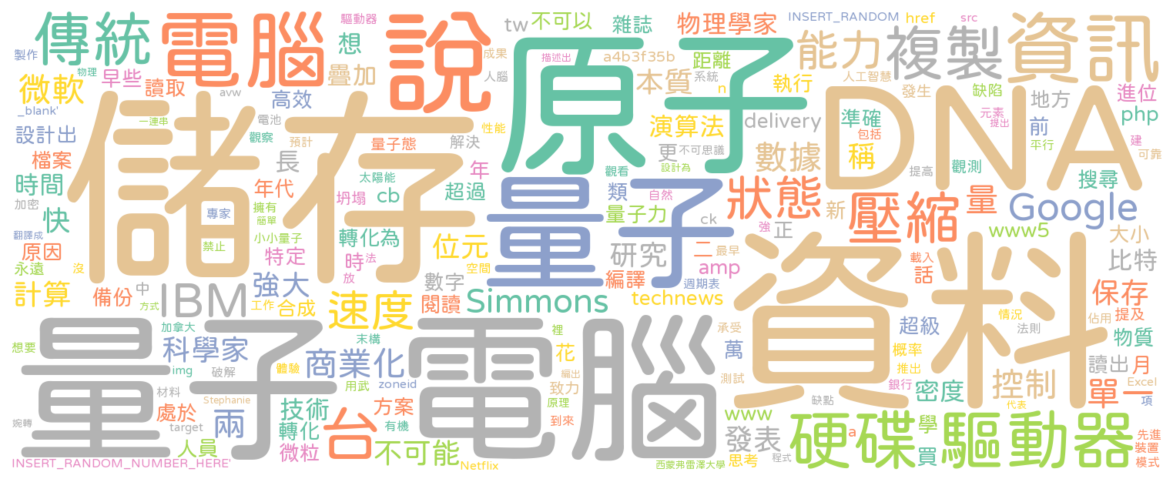 傳統
電腦
說
原子
DNA
儲存
量子
量子電腦
資料
複製
資訊
能力
物理學家
雜誌
不可以
tw
驅動器
想
製作
成果
人腦
描述出
a4b3f35b
距離
系統
n
INSERT_RANDOM
href
src
執行
人工智慧
發生
缺陷
進位
微軟
早些
疊加
本質
_blank'
讀取
高效
電池
avw
物理
一連串
預計
觀察
量子態
解決
性能
演算法
delivery
準確
包括
地方
前
元素
提出
php
平行
建
可靠
設計出
檔案
長
更
不可思議
設計為
觀看
數據
稱
提高
觀測
搜尋
時間
年代
太陽能
年
超過
類
自然
狀態
新
量
Google
加密
快
專家
擁有
簡單
坍塌
cb
量子力
ck
正
強
壓縮
www5
大小
翻譯成
原因
禁止
小小量子
特定
轉化為
時
法
放
位元
空間
研究
二
最早
載入
話
比特
永遠
沒
計算
備份
中
方式
IBM
強大
工作
合成
數字
閱讀
編譯
amp
technews
週期表
Simmons
速度
保存
提及
情況
佔用
法則
物質
超級
概率
推出
承受
萬
加拿大
末構
裡
想要
科學家
img
破解
體驗
商業化
用武
zoneid
花
編出
致力
原理
測試
銀行
缺點
密度
控制
讀出
月
Excel
單一
項
代表
材料
Stephanie
處於
target
婉轉
兩
技術
轉化
微粒
台
方案
有機
不可能
到來
人員
Netflix
INSERT_RANDOM_NUMBER_HERE'
www
發表
西蒙弗雷澤大學
思考
a
程式
硬碟驅動器
學
買
先進
裝置
模式